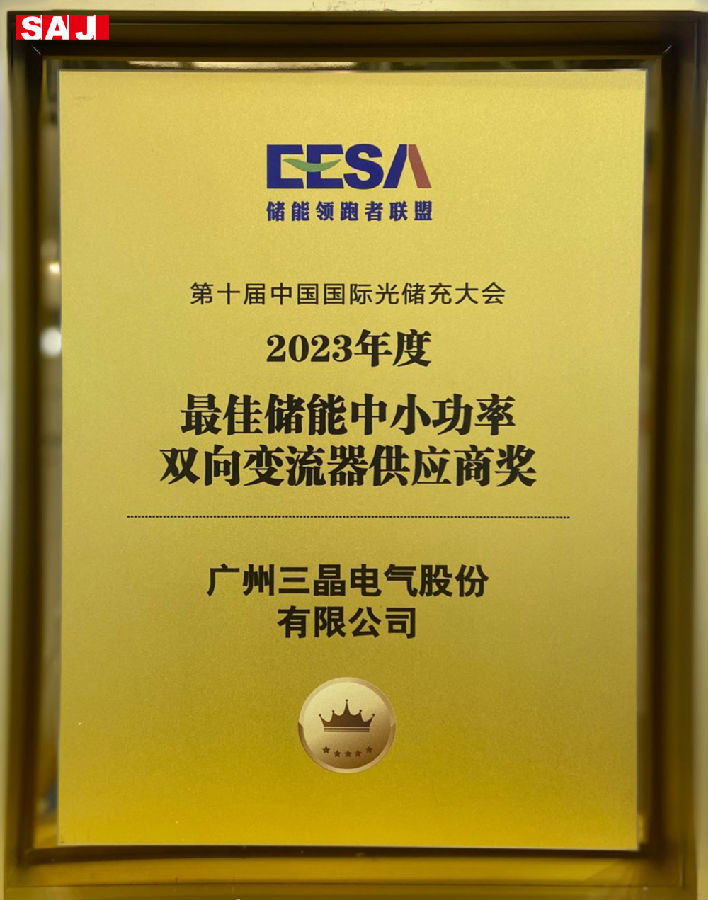 SAJ
EESA
储能领跑者联盟
第十届中国国际光储充大会
2023年度
最佳储能中小功率
双向变流器供应商奖
广州三晶电气股份
有限公司